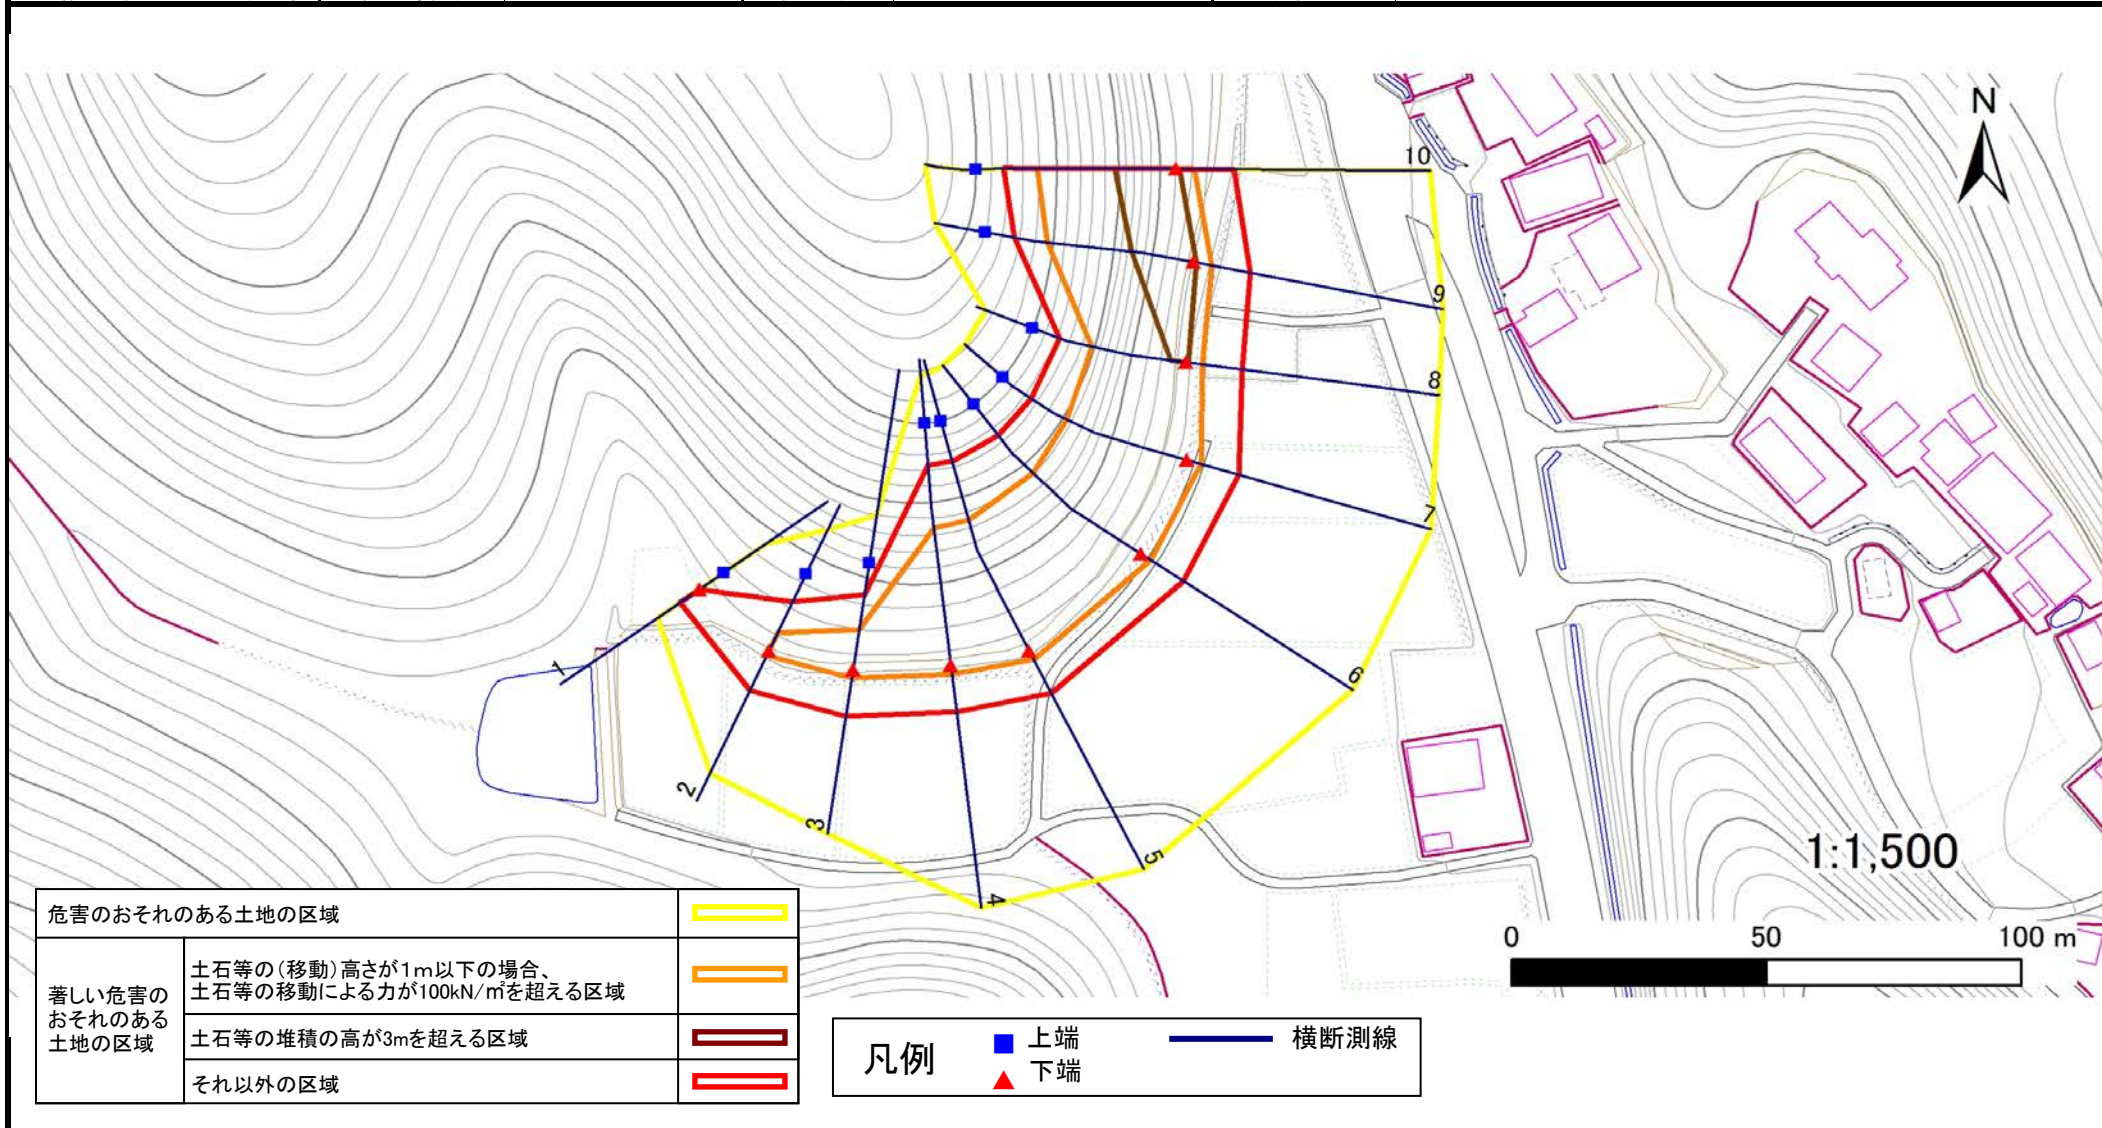 N
10
9
8
7
6
5
4
3
2
1
1:1,500
0 50 100 m
危害のおそれのある土地の区域
著しい危害の
おそれのある
土地の区域
土石等の(移動)高さが1m以下の場合、
土石等の移動による力が100kN/㎡を超える区域
土石等の堆積の高が3mを超える区域
それ以外の区域
凡例
上端
下端
横断測線